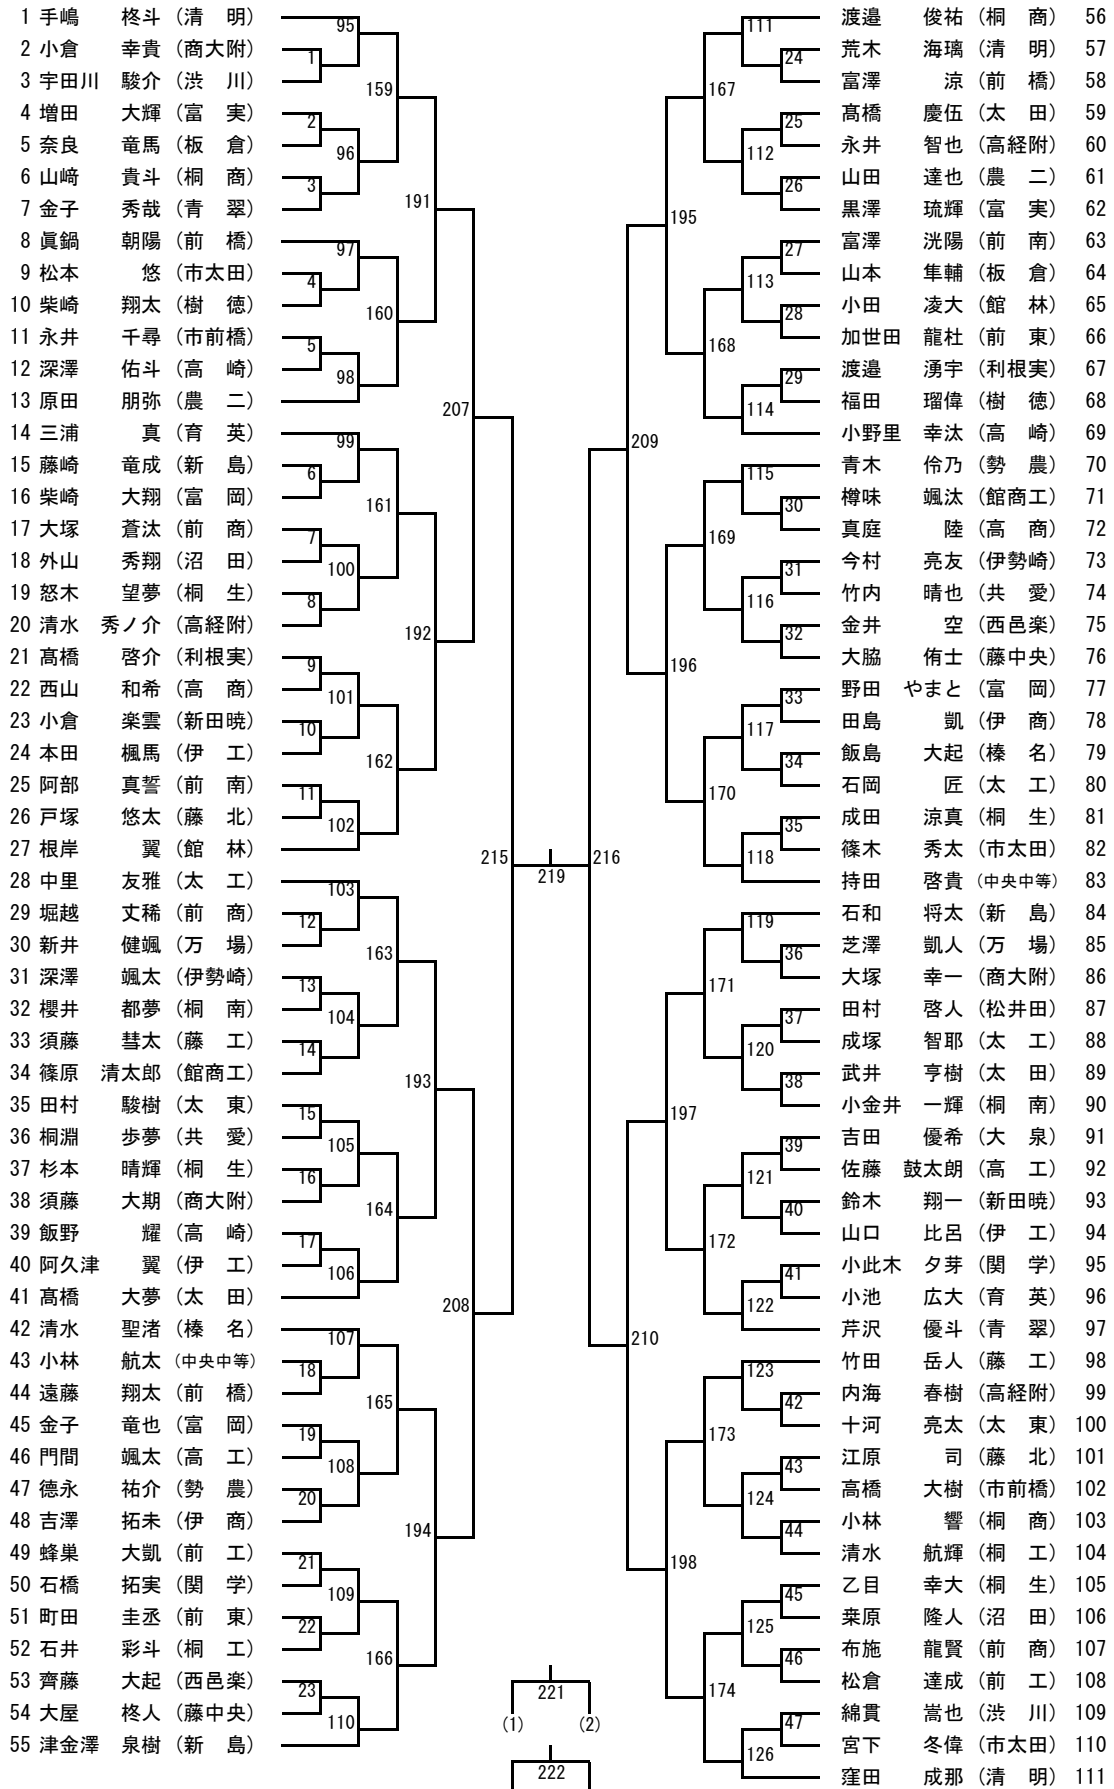 1 手嶋 柊斗 (清 明)
2 小倉 幸貴 (商大附)
3 宇田川 駿介 (渋 川)
4 増田 大輝 (富 実)
5 奈良 竜馬 (板 倉)
6 山﨑 貴斗 (桐 商)
7 金子 秀哉 (青 翠)
8 眞鍋 朝陽 (前 橋)
9 松本 悠 (市太田)
10 柴崎 翔太 (樹 徳)
11 永井 千尋 (市前橋)
12 深澤 佑斗 (高 崎)
13 原田 朋弥 (農 二)
14 三浦 真 (育 英)
15 藤崎 竜成 (新 島)
16 柴崎 大翔 (富 岡)
17 大塚 蒼汰 (前 商)
18 外山 秀翔 (沼 田)
19 怒木 望夢 (桐 生)
20 清水 秀ノ介 (高経附)
21 髙橋 啓介 (利根実)
22 西山 和希 (高 商)
23 小倉 楽雲 (新田暁)
24 本田 楓馬 (伊 工)
25 阿部 真誓 (前 南)
26 戸塚 悠太 (藤 北)
27 根岸 翼 (館 林)
28 中里 友雅 (太 工)
29 堀越 丈稀 (前 商)
30 新井 健颯 (万 場)
31 深澤 颯太 (伊勢崎)
32 櫻井 都夢 (桐 南)
33 須藤 彗太 (藤 工)
34 篠原 清太郎 (館商工)
35 田村 駿樹 (太 東)
36 桐淵 歩夢 (共 愛)
37 杉本 晴輝 (桐 生)
38 須藤 大期 (商大附)
39 飯野 耀 (高 崎)
40 阿久津 翼 (伊 工)
41 髙橋 大夢 (太 田)
42 清水 聖渚 (榛 名)
43 小林 航太 (中央中等)
44 遠藤 翔太 (前 橋)
45 金子 竜也 (富 岡)
46 門間 颯太 (高 工)
47 德永 祐介 (勢 農)
48 吉澤 拓未 (伊 商)
49 蜂巣 大凱 (前 工)
50 石橋 拓実 (関 学)
51 町田 圭丞 (前 東)
52 石井 彩斗 (桐 工)
53 齊藤 大起 (西邑楽)
54 大屋 柊人 (藤中央)
55 津金澤 泉樹 (新 島)
95
1
159
2
96
3
191
97
4
160
5
98
207
99
6
161
7
100
8
192
9
101
10
162
11
102
215
103
12
163
13
104
14
193
15
105
16
164
17
106
208
107
18
165
19
108
20
194
21
109
22
166
23
110
219
216
221
(1) (2)
222
111
24
167
25
112
26
195
27
113
28
168
29
114
209
115
30
169
31
116
32
196
33
117
34
170
35
118
119
36
171
37
120
38
197
39
121
40
172
41
122
210
123
42
173
43
124
44
198
45
125
46
174
47
126
渡邉 俊祐 (桐 商) 56
荒木 海璃 (清 明) 57
富澤 涼 (前 橋) 58
髙橋 慶伍 (太 田) 59
永井 智也 (高経附) 60
山田 達也 (農 二) 61
黒澤 琉輝 (富 実) 62
富澤 洸陽 (前 南) 63
山本 隼輔 (板 倉) 64
小田 凌大 (館 林) 65
加世田 龍杜 (前 東) 66
渡邉 湧宇 (利根実) 67
福田 瑠偉 (樹 徳) 68
小野里 幸汰 (高 崎) 69
青木 伶乃 (勢 農) 70
樽味 颯汰 (館商工) 71
真庭 陸 (高 商) 72
今村 亮友 (伊勢崎) 73
竹内 晴也 (共 愛) 74
金井 空 (西邑楽) 75
大脇 侑士 (藤中央) 76
野田 やまと (富 岡) 77
田島 凱 (伊 商) 78
飯島 大起 (榛 名) 79
石岡 匠 (太 工) 80
成田 涼真 (桐 生) 81
篠木 秀太 (市太田) 82
持田 啓貴 (中央中等) 83
石和 将太 (新 島) 84
芝澤 凱人 (万 場) 85
大塚 幸一 (商大附) 86
田村 啓人 (松井田) 87
成塚 智耶 (太 工) 88
武井 亨樹 (太 田) 89
小金井 一輝 (桐 南) 90
吉田 優希 (大 泉) 91
佐藤 鼓太朗 (高 工) 92
鈴木 翔一 (新田暁) 93
山口 比呂 (伊 工) 94
小此木 夕芽 (関 学) 95
小池 広大 (育 英) 96
芹沢 優斗 (青 翠) 97
竹田 岳人 (藤 工) 98
内海 春樹 (高経附) 99
十河 亮太 (太 東) 100
江原 司 (藤 北) 101
高橋 大樹 (市前橋) 102
小林 響 (桐 商) 103
清水 航輝 (桐 工) 104
乙目 幸大 (桐 生) 105
桒原 隆人 (沼 田) 106
布施 龍賢 (前 商) 107
松倉 達成 (前 工) 108
綿貫 嵩也 (渋 川) 109
宮下 冬偉 (市太田) 110
窪田 成那 (清 明) 111